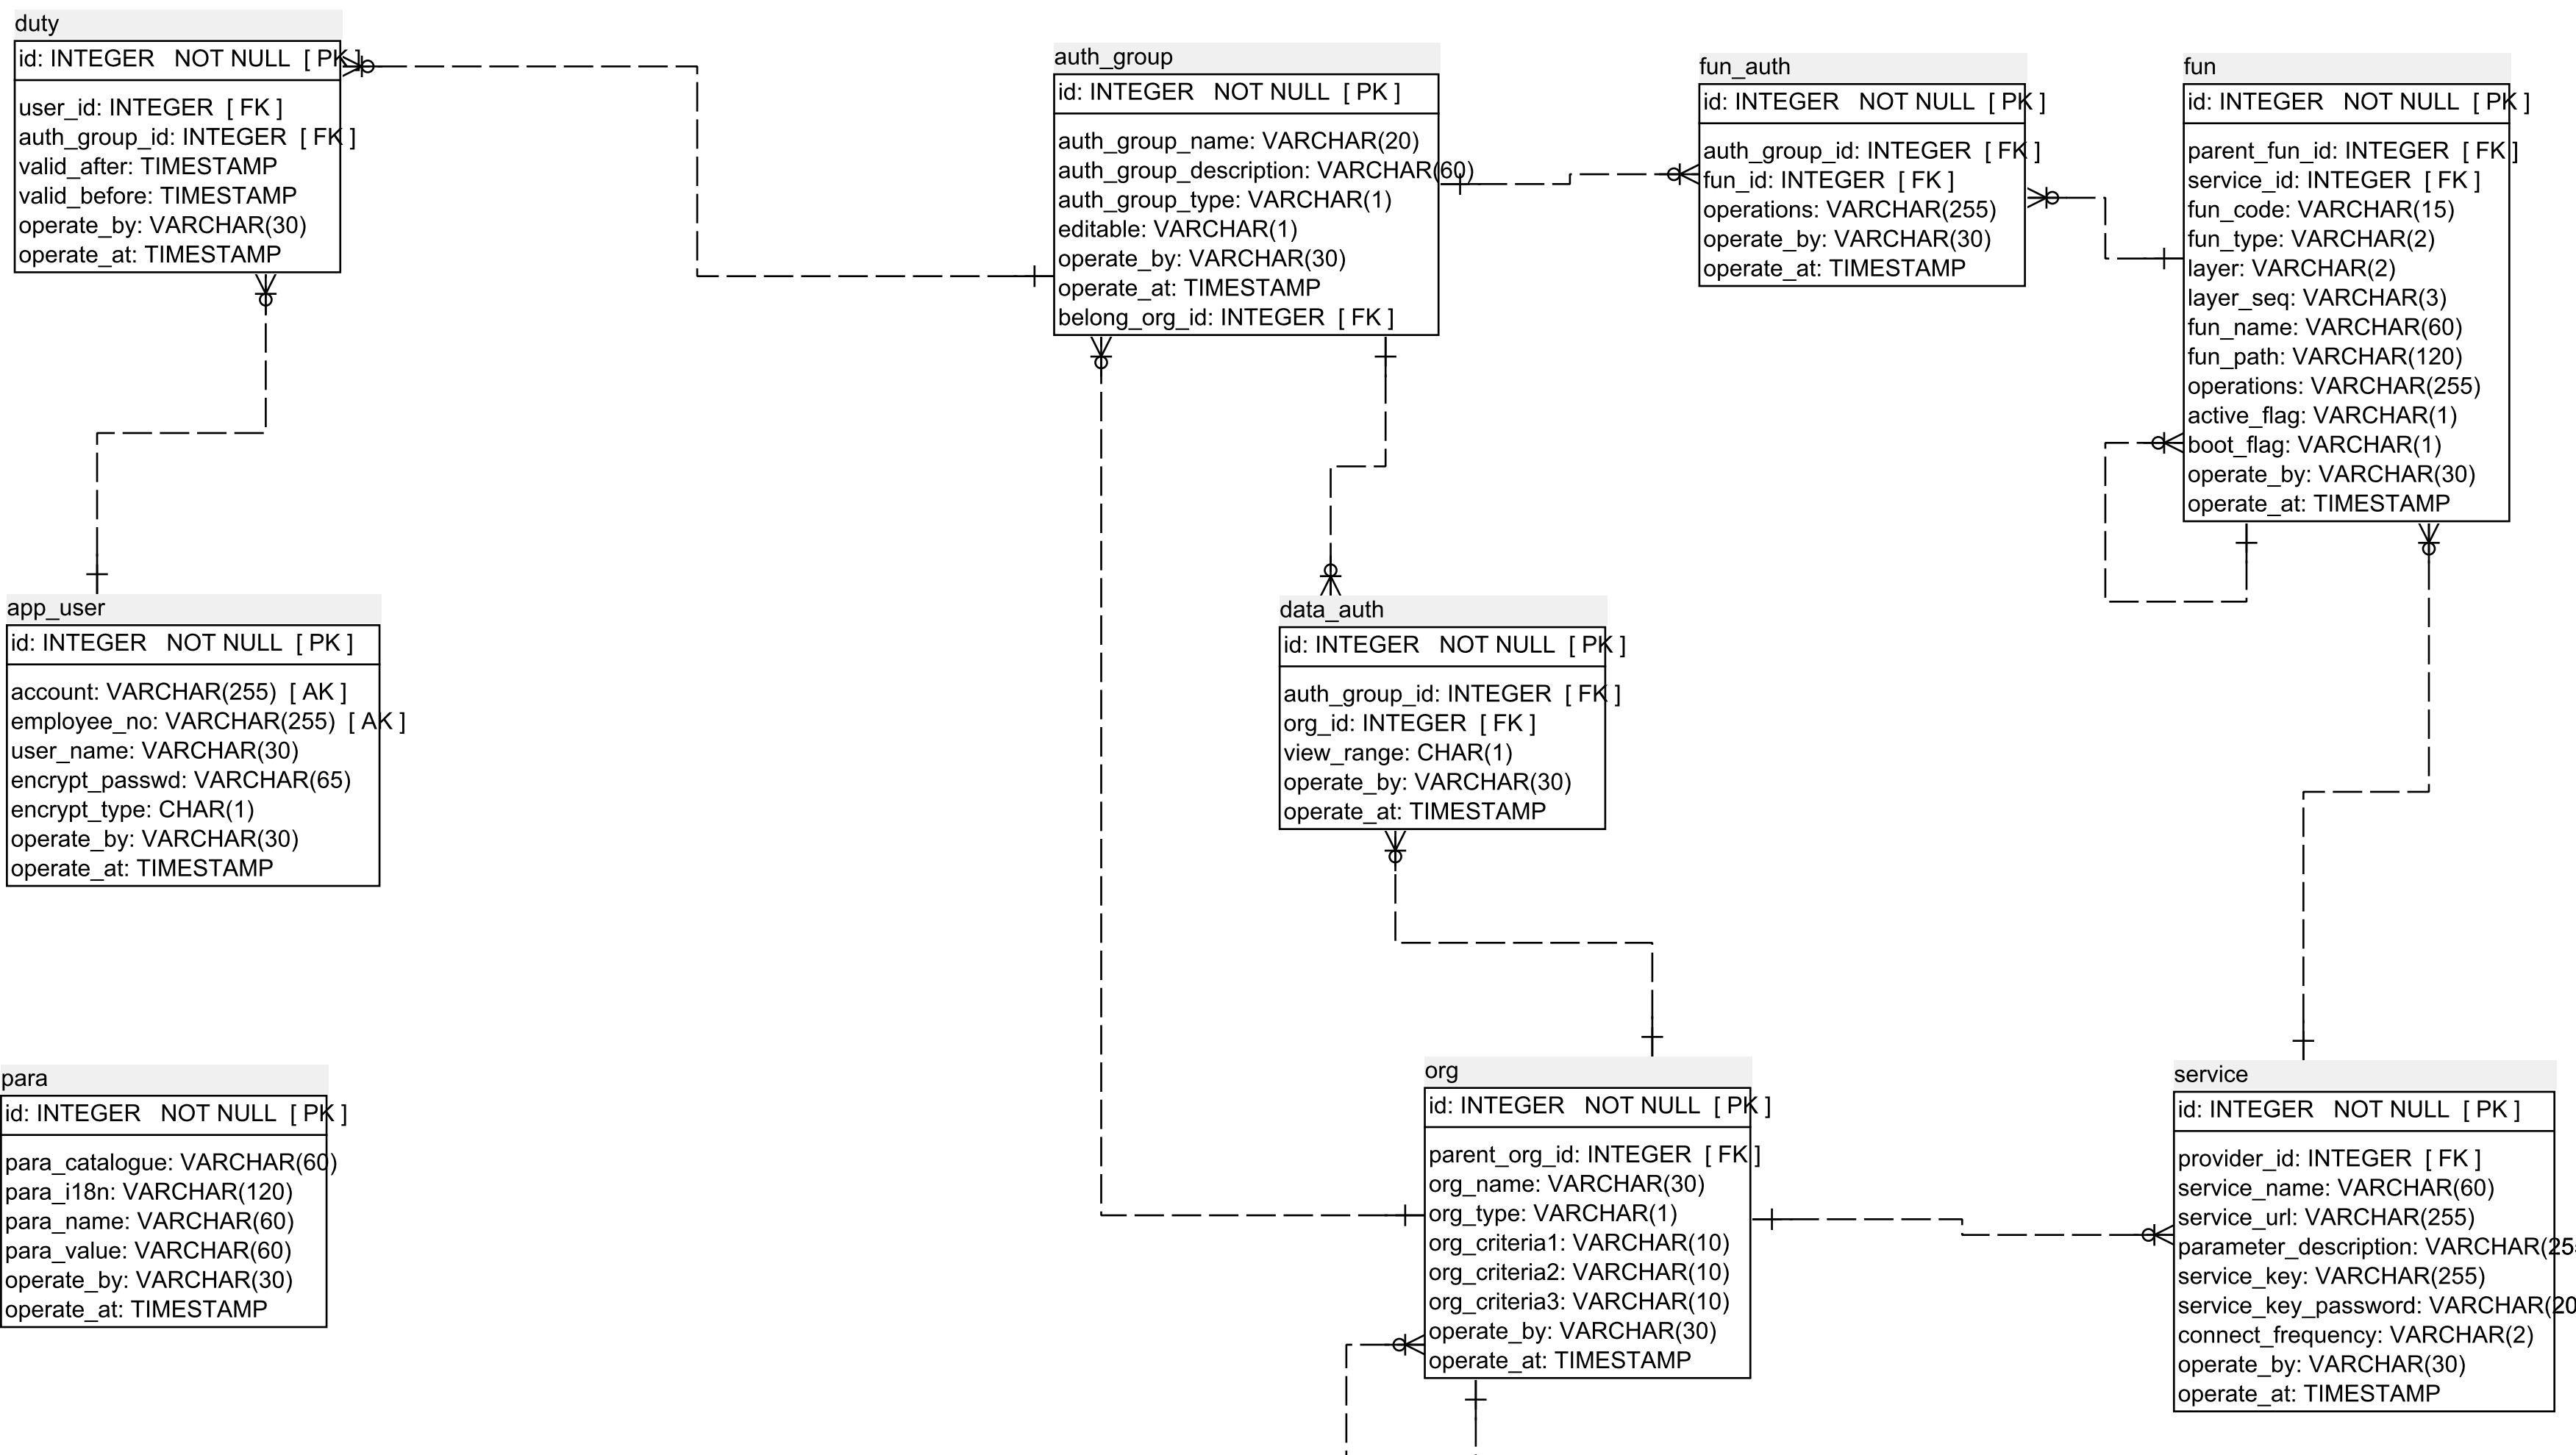 duty
id: INTEGER NOT NULL [ PK ]
user_id: INTEGER [ FK ]
auth_group_id: INTEGER [ FK ]
valid_after: TIMESTAMP
valid_before: TIMESTAMP
operate_by: VARCHAR(30)
operate_at: TIMESTAMP
auth_group
id: INTEGER NOT NULL [ PK ]
auth_group_name: VARCHAR(20)
auth_group_description: VARCHAR(60)
auth_group_type: VARCHAR(1)
editable: VARCHAR(1)
operate_by: VARCHAR(30)
operate_at: TIMESTAMP
belong_org_id: INTEGER [ FK ]
fun_auth
id: INTEGER NOT NULL [ PK ]
auth_group_id: INTEGER [ FK ]
fun_id: INTEGER [ FK ]
operations: VARCHAR(255)
operate_by: VARCHAR(30)
operate_at: TIMESTAMP
fun
id: INTEGER NOT NULL [ PK ]
parent_fun_id: INTEGER [ FK ]
service_id: INTEGER [ FK ]
fun_code: VARCHAR(15)
fun_type: VARCHAR(2)
layer: VARCHAR(2)
layer_seq: VARCHAR(3)
fun_name: VARCHAR(60)
fun_path: VARCHAR(120)
operations: VARCHAR(255)
active_flag: VARCHAR(1)
boot_flag: VARCHAR(1)
operate_by: VARCHAR(30)
operate_at: TIMESTAMP
app_user
id: INTEGER NOT NULL [ PK ]
account: VARCHAR(255) [ AK ]
employee_no: VARCHAR(255) [ AK ]
user_name: VARCHAR(30)
encrypt_passwd: VARCHAR(65)
encrypt_type: CHAR(1)
operate_by: VARCHAR(30)
operate_at: TIMESTAMP
data_auth
id: INTEGER NOT NULL [ PK ]
auth_group_id: INTEGER [ FK ]
org_id: INTEGER [ FK ]
view_range: CHAR(1)
operate_by: VARCHAR(30)
operate_at: TIMESTAMP
para
id: INTEGER NOT NULL [ PK ]
para_catalogue: VARCHAR(60)
para_i18n: VARCHAR(120)
para_name: VARCHAR(60)
para_value: VARCHAR(60)
operate_by: VARCHAR(30)
operate_at: TIMESTAMP
org
id: INTEGER NOT NULL [ PK ]
parent_org_id: INTEGER [ FK ]
org_name: VARCHAR(30)
org_type: VARCHAR(1)
org_criteria1: VARCHAR(10)
org_criteria2: VARCHAR(10)
org_criteria3: VARCHAR(10)
operate_by: VARCHAR(30)
operate_at: TIMESTAMP
service
id: INTEGER NOT NULL [ PK ]
provider_id: INTEGER [ FK ]
service_name: VARCHAR(60)
service_url: VARCHAR(255)
parameter_description:
service_key: VARCHAR(255)
service_key_password: VARCHAR(20
connect_frequency: VARCHAR(2)
operate_by: VARCHAR(30)
operate_at: TIMESTAMP